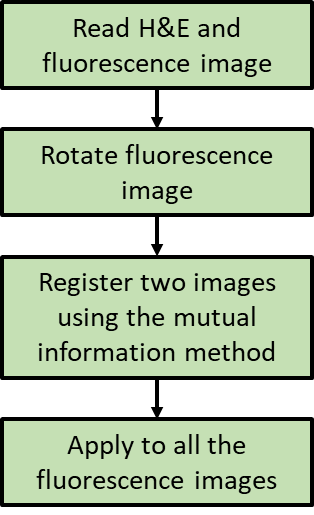 Read H&E and
fluorescence image
Rotate fluorescence
image
Register two images
using the mutual
information method
Apply to all the
fluorescence images